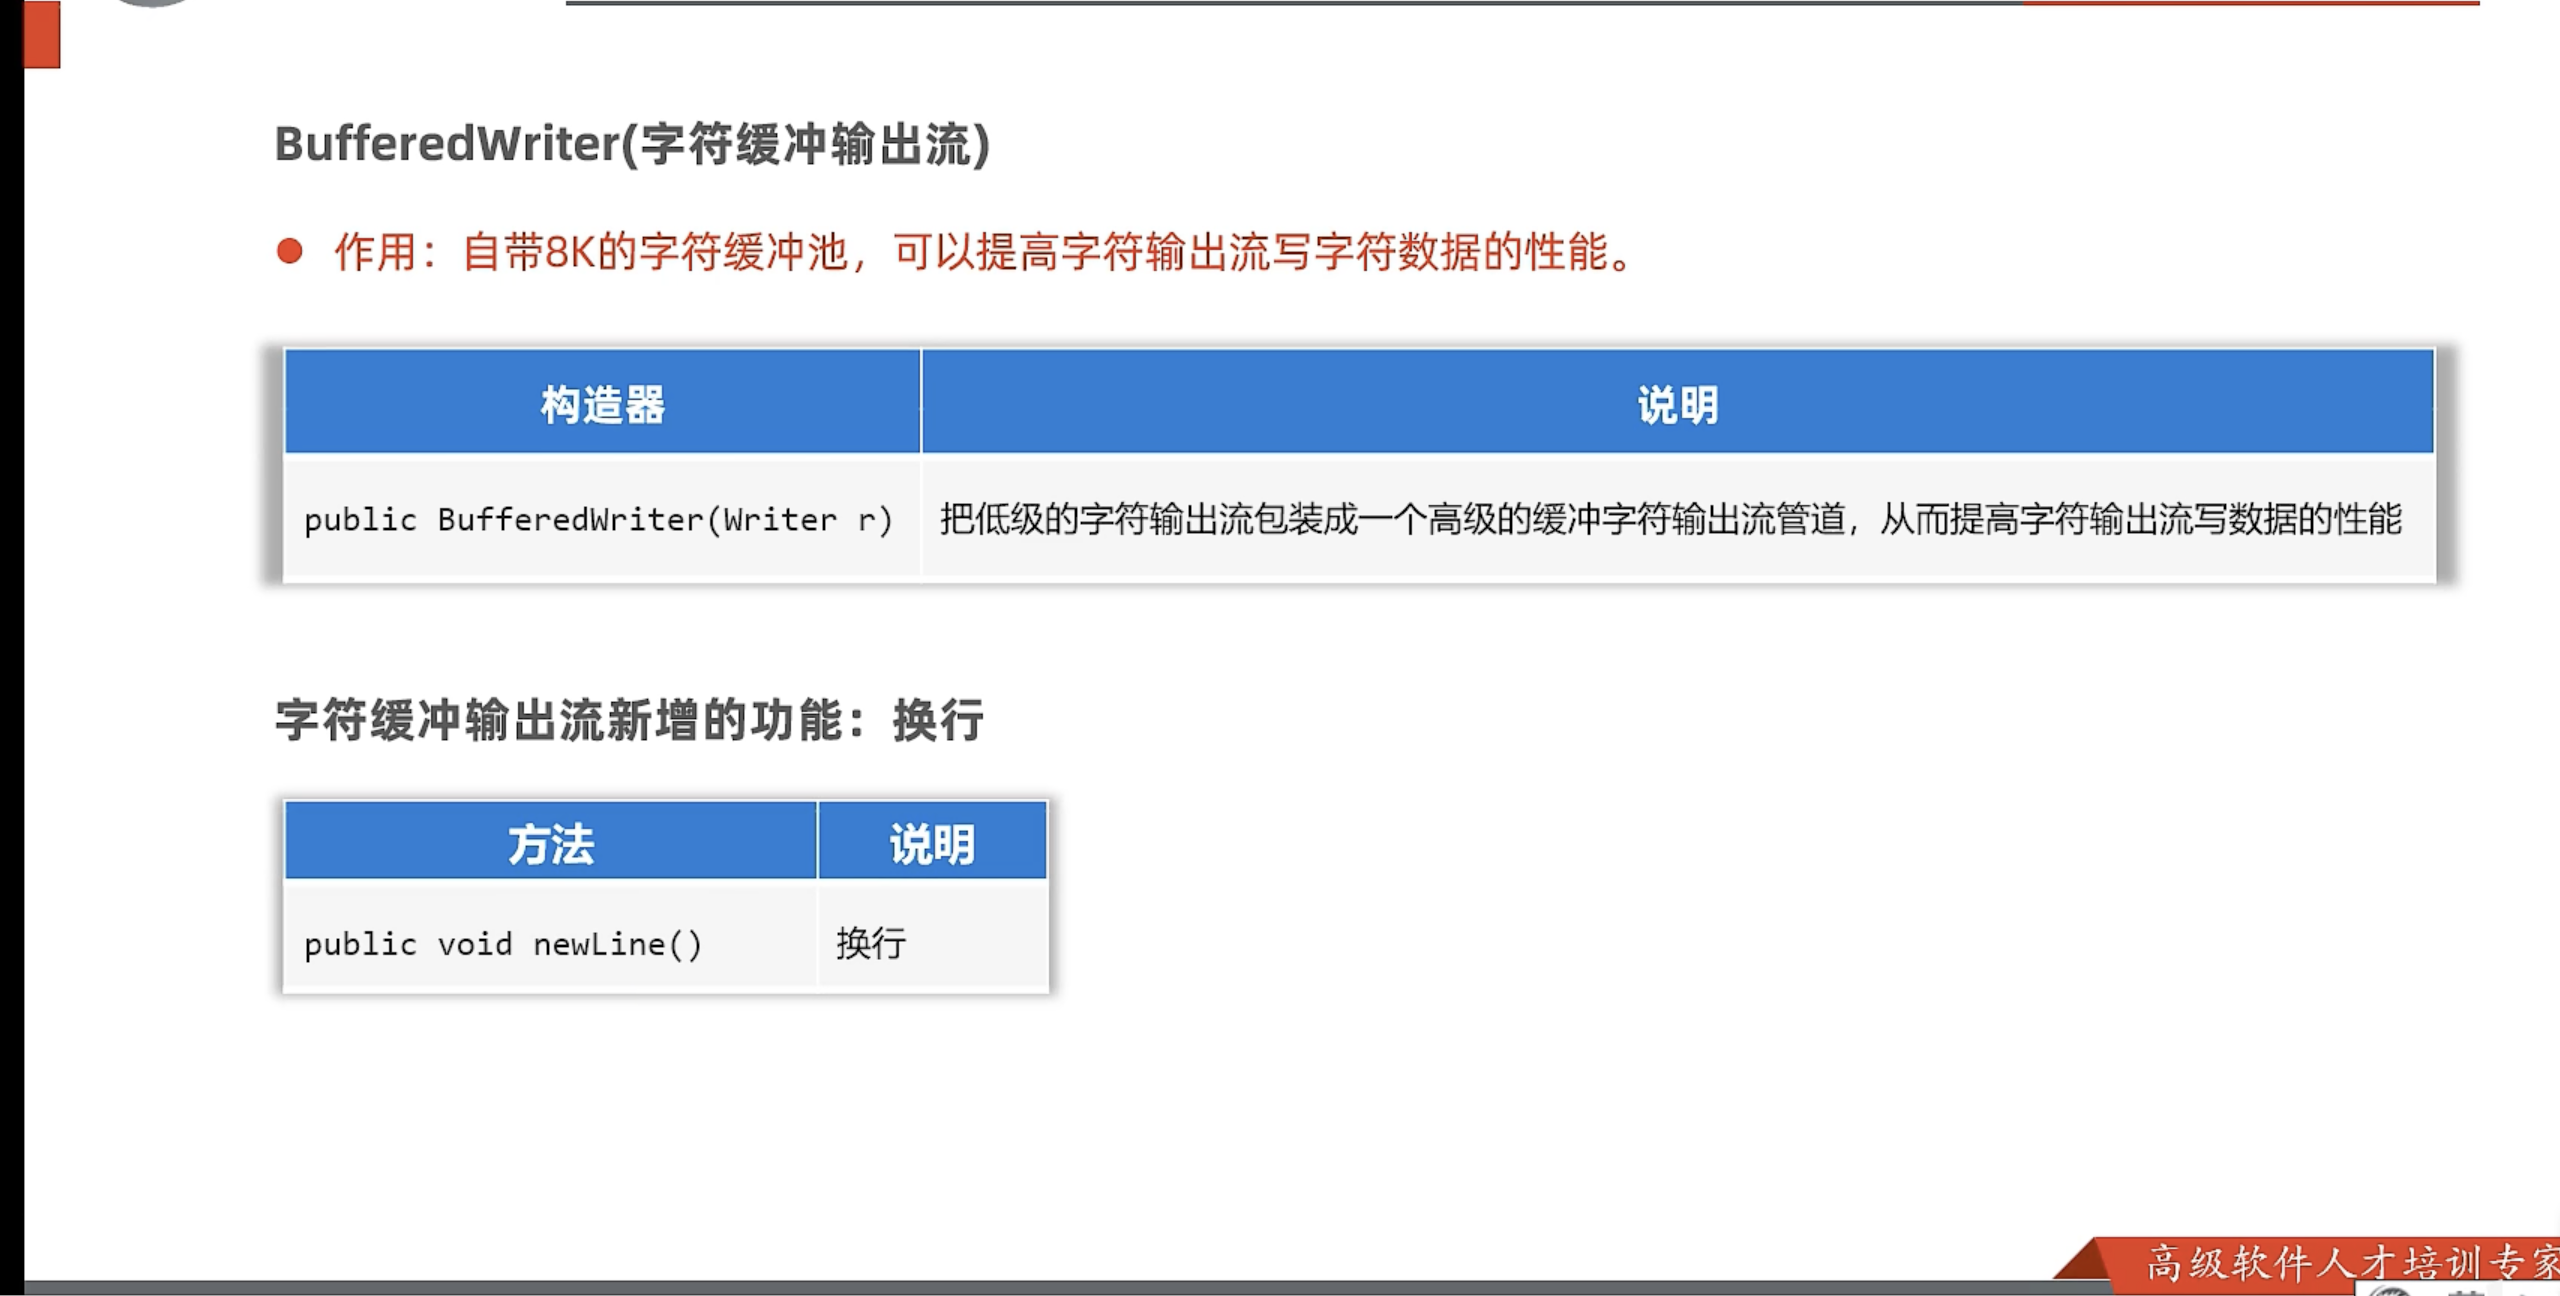 BufferedWriter(字符缓冲输出流)
作用：自带8K的字符缓冲池，可以提高字符输出流写字符数据的性能。
构造器 说明
public BufferedWriter(Writer r) 把低级的字符输出流包装成一个高级的缓冲字符输出流管道，从而提高字符输出流写数据的性能
字符缓冲输出流新增的功能：换行
方法 说明
public void newLine() 换行
高级软件人才培训专家